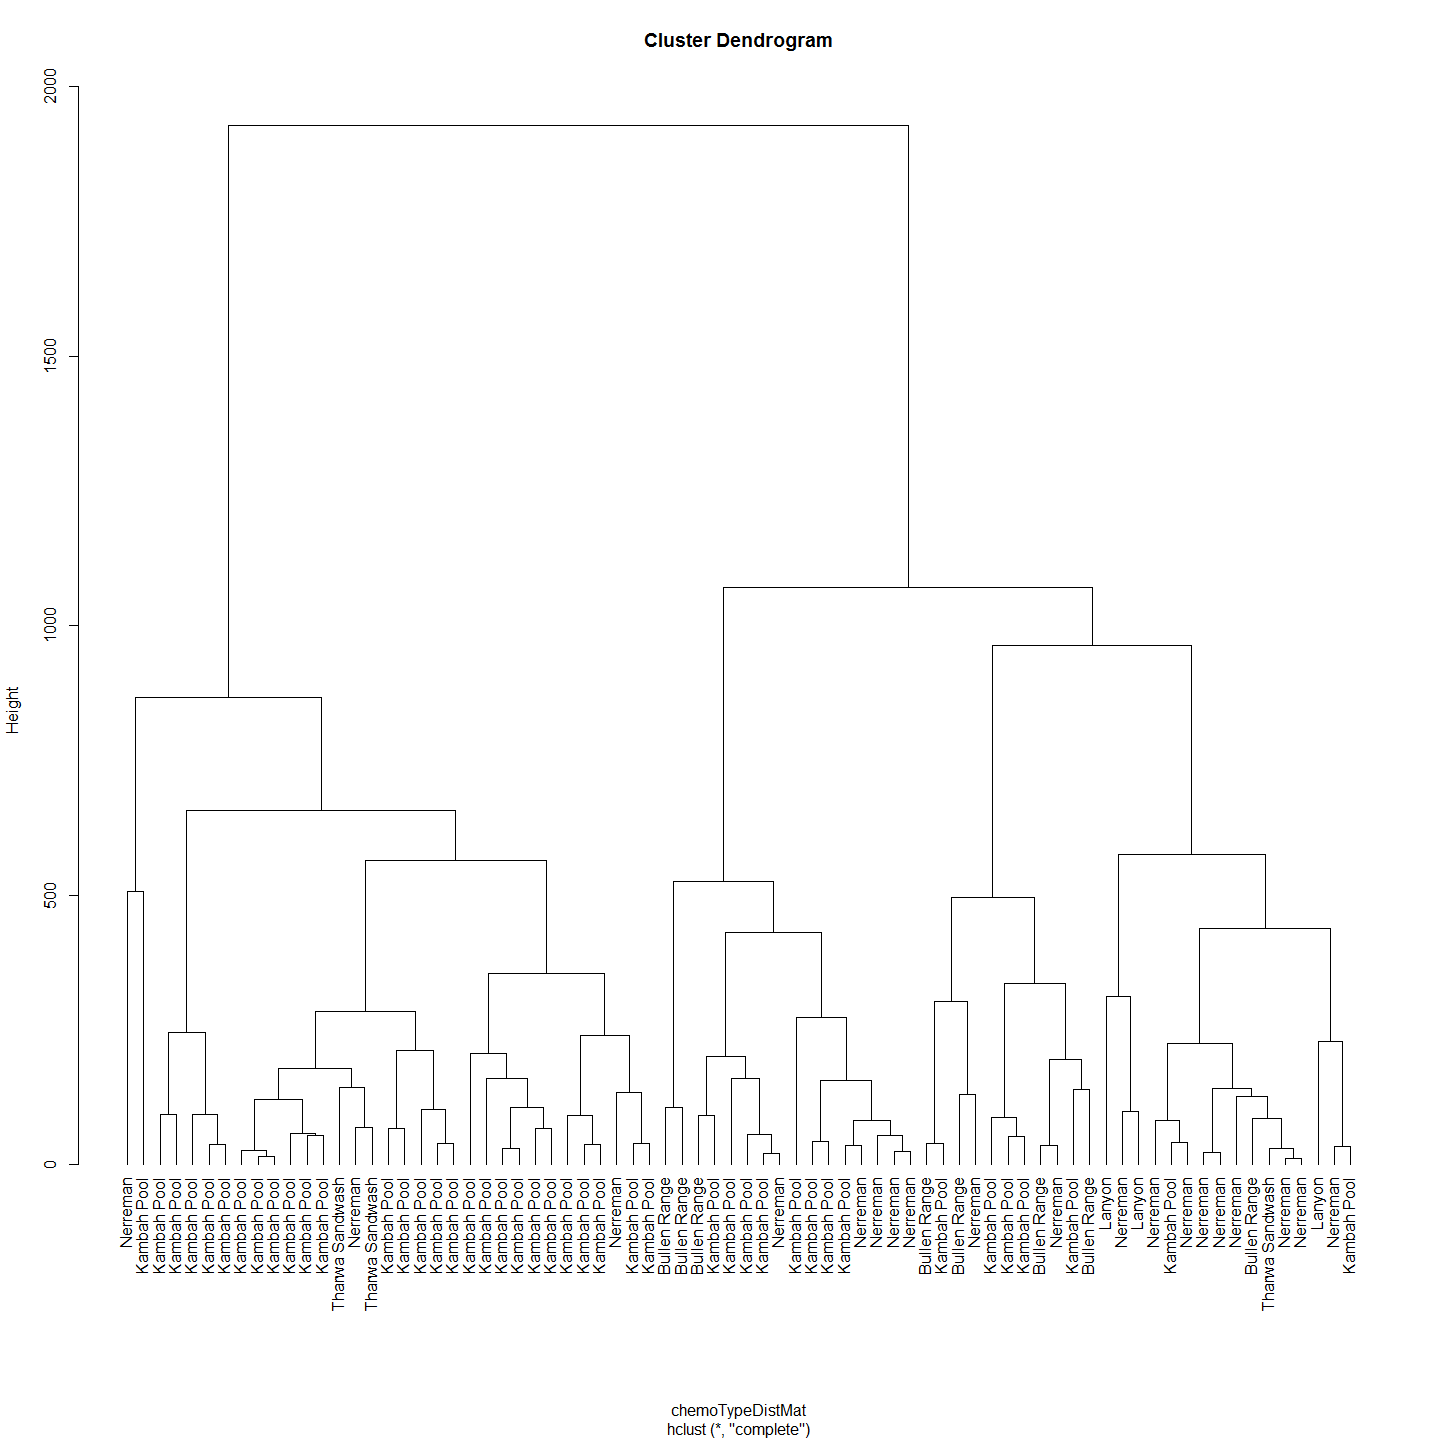 Cluster Dendrogram
2000
1500
1000
500
0
Height
Nerreman
Kambah Pool
Kambah Pool
Kambah Pool
Kambah Pool
Kambah Pool
Kambah Pool
Kambah Pool
Kambah Pool
Kambah Pool
Kambah Pool
Kambah Pool
Kambah Pool
Tharwa Sandwash
Nerreman
Tharwa Sandwash
Kambah Pool
Kambah Pool
Kambah Pool
Kambah Pool
Kambah Pool
Kambah Pool
Kambah Pool
Kambah Pool
Kambah Pool
Kambah Pool
Kambah Pool
Kambah Pool
Kambah Pool
Kambah Pool
Nerreman
Kambah Pool
Kambah Pool
Bullen Range
Bullen Range
Bullen Range
Kambah Pool
Kambah Pool
Kambah Pool
Kambah Pool
Nerreman
Kambah Pool
Kambah Pool
Kambah Pool
Kambah Pool
Nerreman
Nerreman
Nerreman
Nerreman
Bullen Range
Kambah Pool
Bullen Range
Nerreman
Kambah Pool
Kambah Pool
Kambah Pool
Bullen Range
Nerreman
Kambah Pool
Bullen Range
Lanyon
Nerreman
Lanyon
Nerreman
Kambah Pool
Nerreman
Nerreman
Nerreman
Nerreman
Bullen Range
Tharwa Sandwash
Nerreman
Nerreman
Lanyon
Nerreman
Kambah Pool
chemoTypeDistMat
hclust (*, "complete")